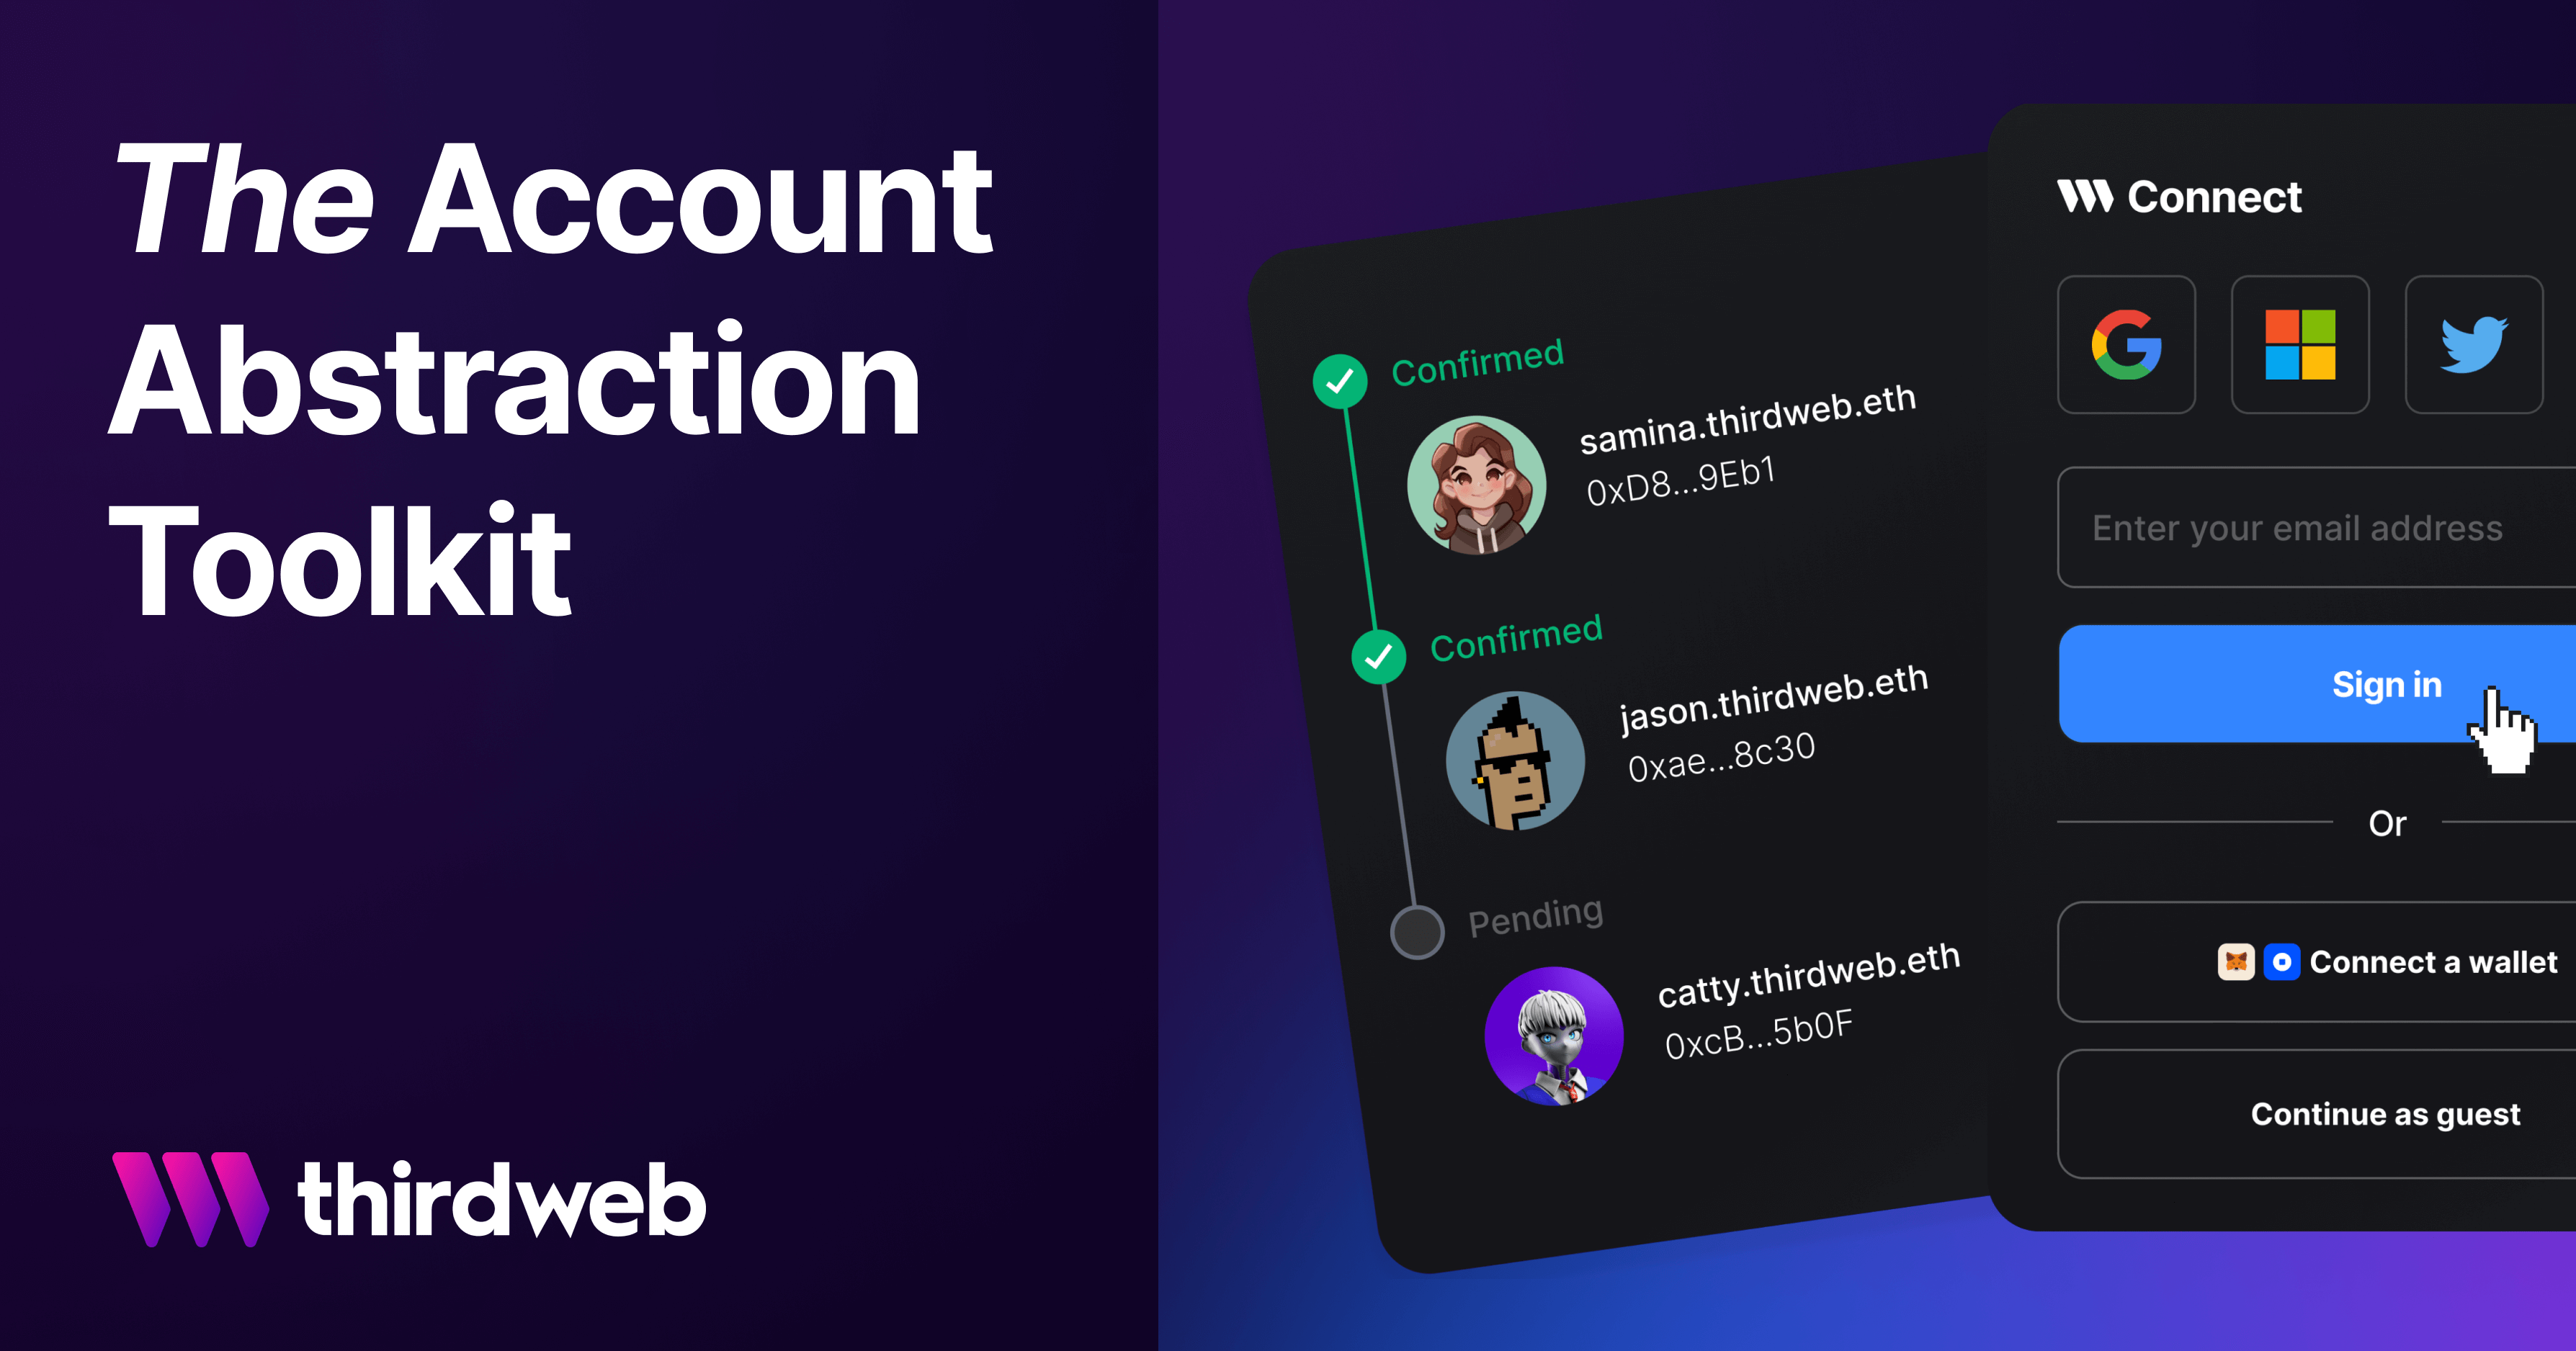 The Account
Abstraction
Toolkit
thirdweb
Confirmed
samina.thirdweb.eth
0xD8...9Eb1
Confirmed
jason.thirdweb.eth
0xae...8c30
Pending
catty.thirdweb.eth
0xcB...5b0F
Connect
Enter your email address
Sign in
Or
Connect a wallet
Continue as guest